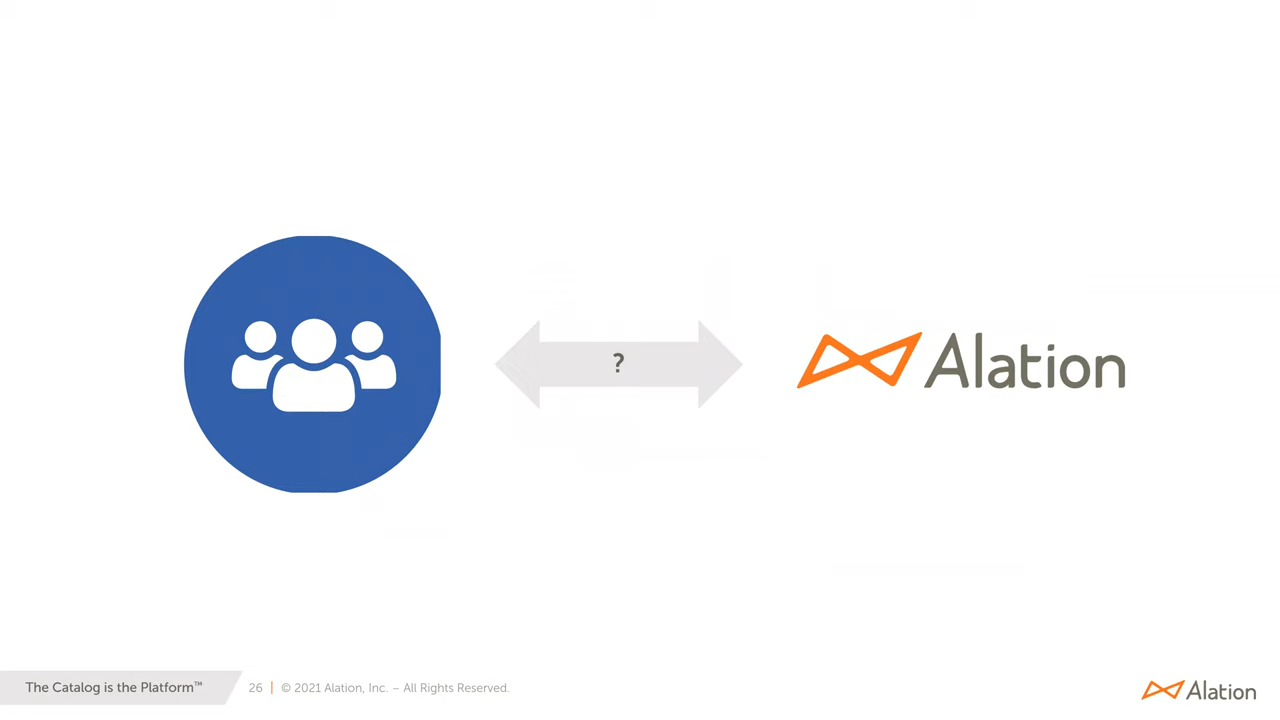 ?
Alation
The Catalog is the Platform™
26 | © 2021 Alation, Inc. – All Rights Reserved.
Alation